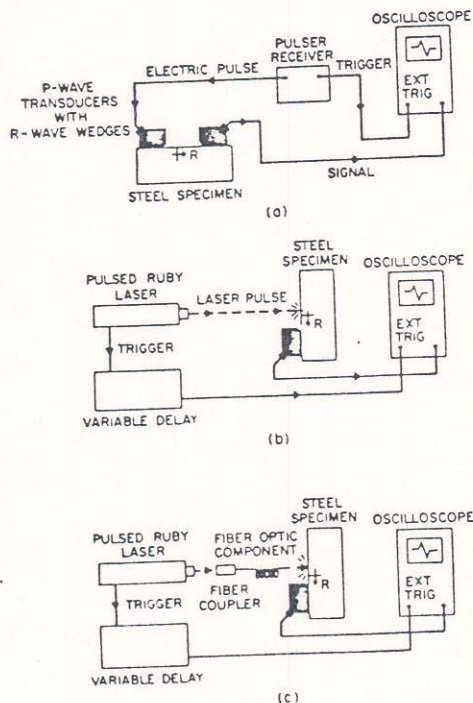 OSCILLOSCOPE
PULSER
RECEIVER
ELECTRIC PULSE
TRIGGER
EXT
TRIG
P-WAVE
TRANSDUCERS
WITH
R-WAVE WEDGES
R
SIGNAL
STEEL SPECIMEN
(a)
STEEL
SPECIMEN
OSCILLOSCOPE
PULSED RUBY
LASER
LASER PULSE
R
EXT
TRIG
TRIGGER
VARIABLE DELAY
(b)
STEEL
SPECIMEN
OSCILLOSCOPE
PULSED RUBY
LASER
FIBER OPTIC
COMPONENT
R
EXT
TRIG
FIBER
COUPLER
TRIGGER
VARIABLE DELAY
(c)